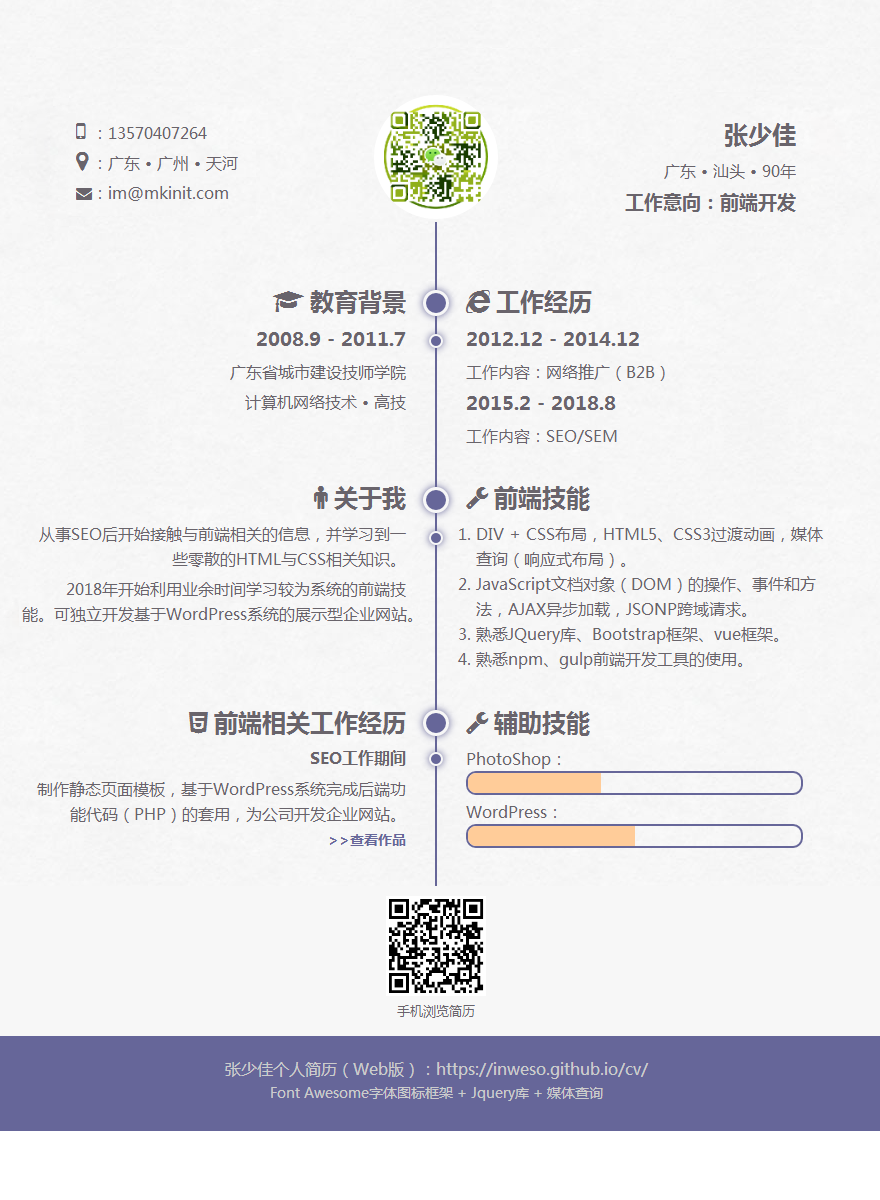 ：13570407264
：广东 • 广州 • 天河
：im@mkinit.com
张少佳
广东 • 汕头 • 90年
工作意向：前端开发
教育背景
2008.9 - 2011.7
广东省城市建设技师学院
计算机网络技术 • 高技
工作经历
2012.12 - 2014.12
工作内容：网络推广（B2B）
2015.2 - 2018.8
工作内容：SEO/SEM
关于我
从事SEO后开始接触与前端相关的信息，并学习到一
些零散的HTML与CSS相关知识。
2018年开始利用业余时间学习较为系统的前端技
能。可独立开发基于WordPress系统的展示型企业网站。
前端技能
1. DIV + CSS布局，HTML5、CSS3过渡动画，媒体
查询（响应式布局）。
2. JavaScript文档对象（DOM）的操作、事件和方
法，AJAX异步加载，JSONP跨域请求。
3. 熟悉JQuery库、Bootstrap框架、vue框架。
4. 熟悉npm、gulp前端开发工具的使用。
前端相关工作经历
SEO工作期间
制作静态页面模板，基于WordPress系统完成后端功
能代码（PHP）的套用，为公司开发企业网站。
>>查看作品
辅助技能
PhotoShop：
WordPress：
手机浏览简历
张少佳个人简历（Web版）：https://inweso.github.io/cv/
Font Awesome字体图标框架 + Jquery库 + 媒体查询